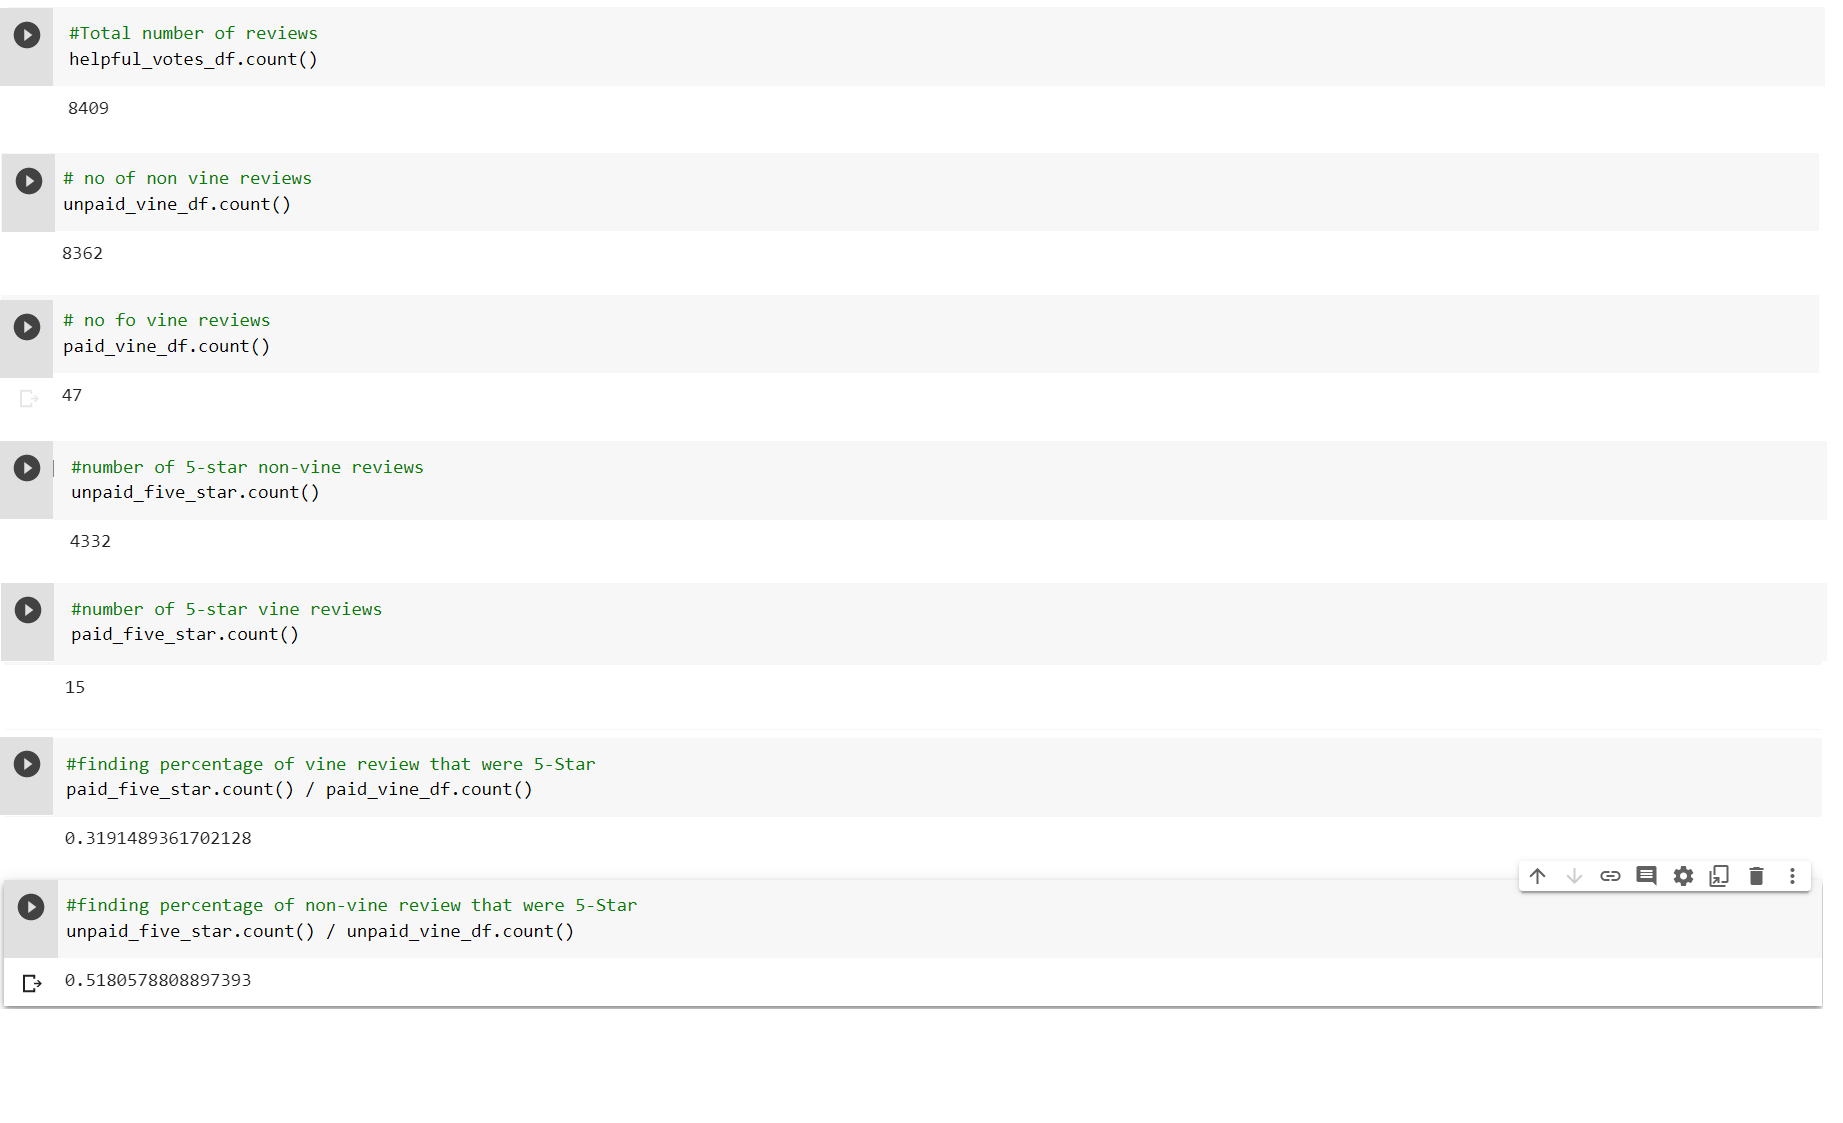 #Total number of reviews
helpful_votes_df.count()
8409
# no of non vine reviews
unpaid_vine_df.count()
8362
# no fo vine reviews
paid_vine_df.count()
47
#number of 5-star non-vine reviews
unpaid_five_star.count()
4332
#number of 5-star vine reviews
paid_five_star.count()
15
#finding percentage of vine review that were 5-Star
paid_five_star.count() / paid_vine_df.count()
0.3191489361702128
#finding percentage of non-vine review that were 5-Star
unpaid_five_star.count() / unpaid_vine_df.count()
0.5180578808897393